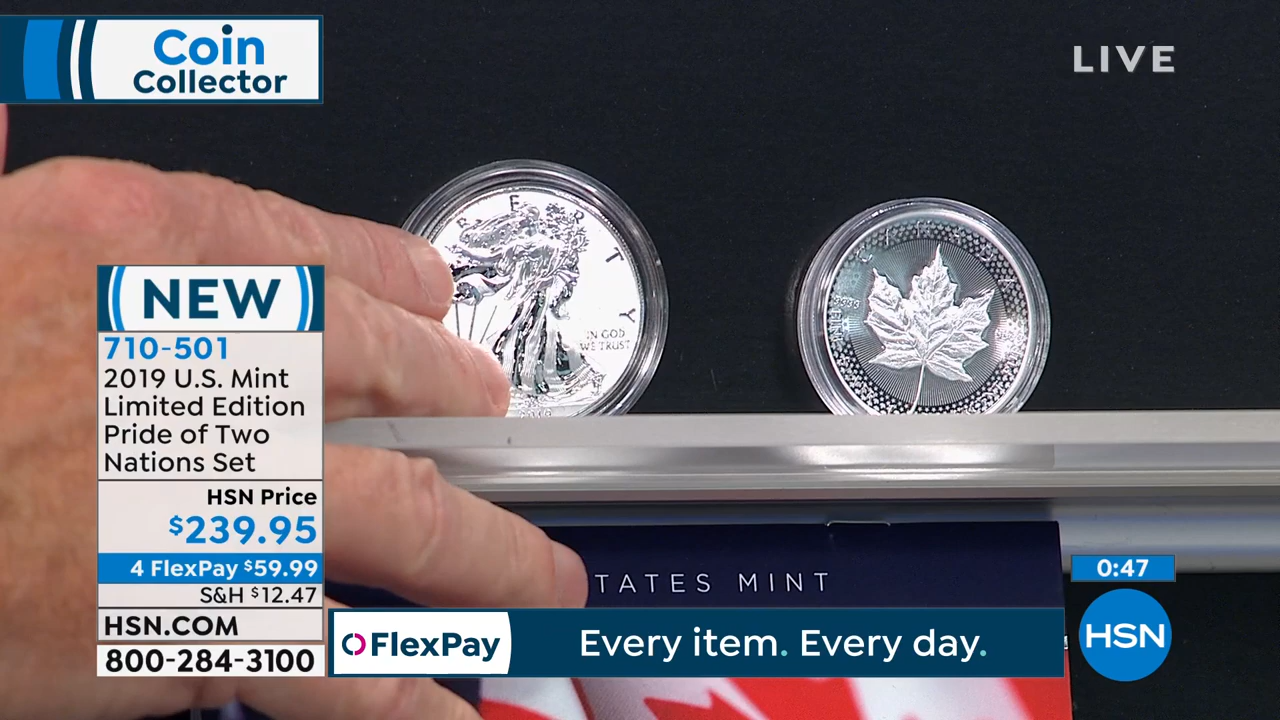 Coin
Collector
LIVE
BERTY
IN GOD
WE TRUST
9999
NEW
710-501
2019 U.S. Mint
Limited Edition
Pride of Two
Nations Set
HSN Price
$239.95
4 FlexPay $59.99
S&H $12.47
HSN.COM
800-284-3100
TATES MINT
FlexPay
Every item. Every day.
0:47
HSN